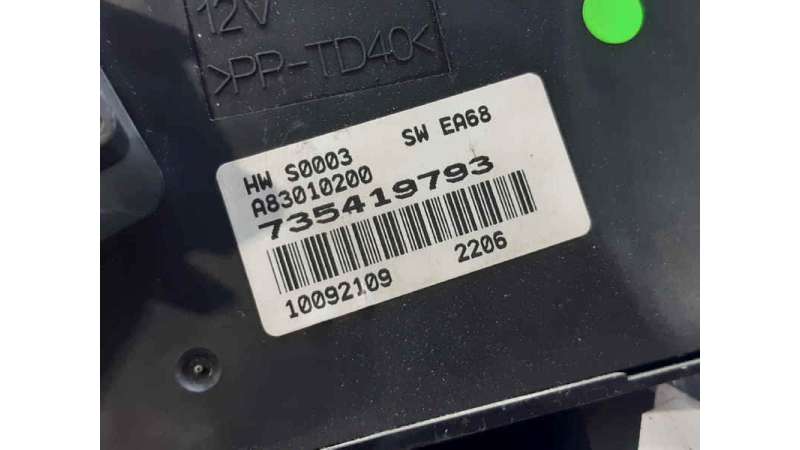 12V
>PP-TD40<
HW S0003 SW EA68
A83010200
735419793
10092109 2206